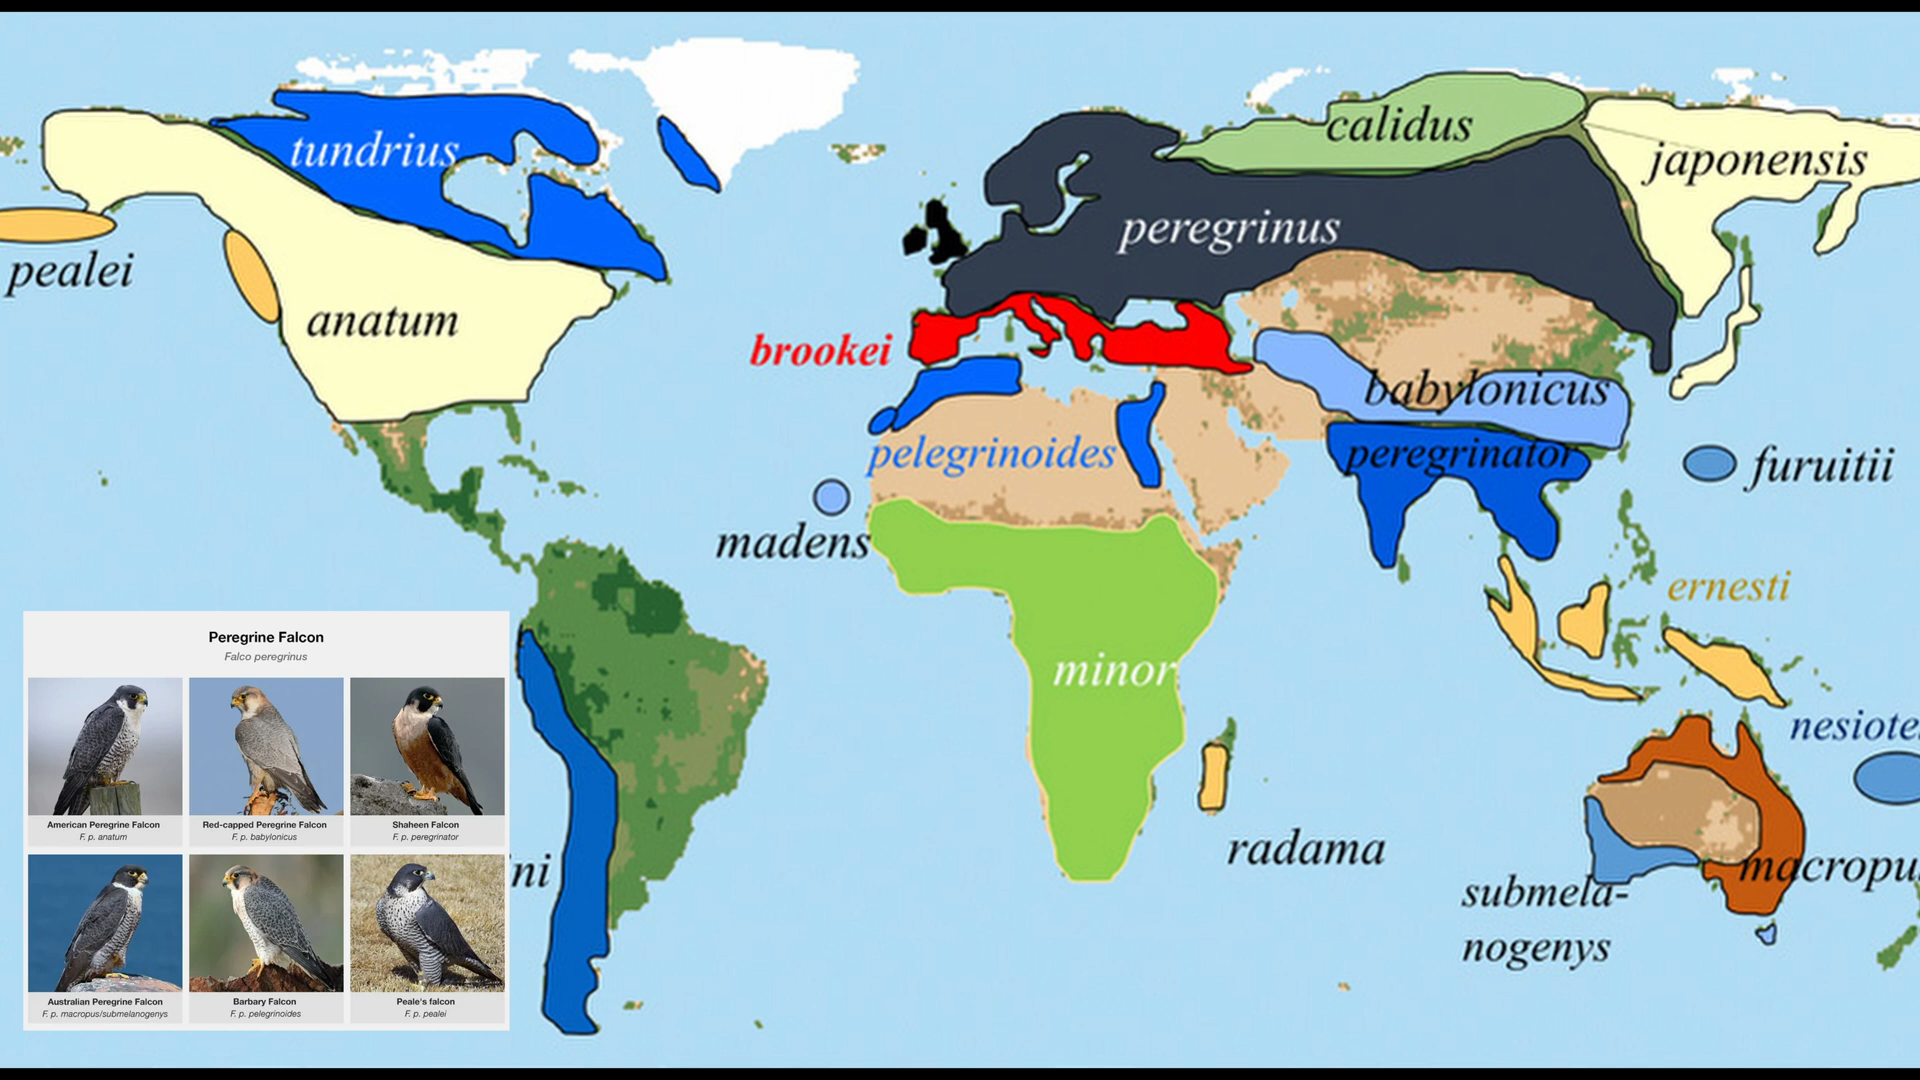 tundrius
calidus
japonensis
peregrinus
pealei
anatum
brookei
babylonicus
pelegrinoides
peregrinator
furuitii
madens
ernesti
minor
nesiote
radama
macropu
submela-
nogenys
ini
Peregrine Falcon
Falco peregrinus
American Peregrine Falcon
F. p. anatum
Red-capped Peregrine Falcon
F. p. babylonicus
Shaheen Falcon
F. p. peregrinator
Australian Peregrine Falcon
F. p. macropus/submelanogenys
Barbary Falcon
F. p. pelegrinoides
Peale's falcon
F. p. pealei